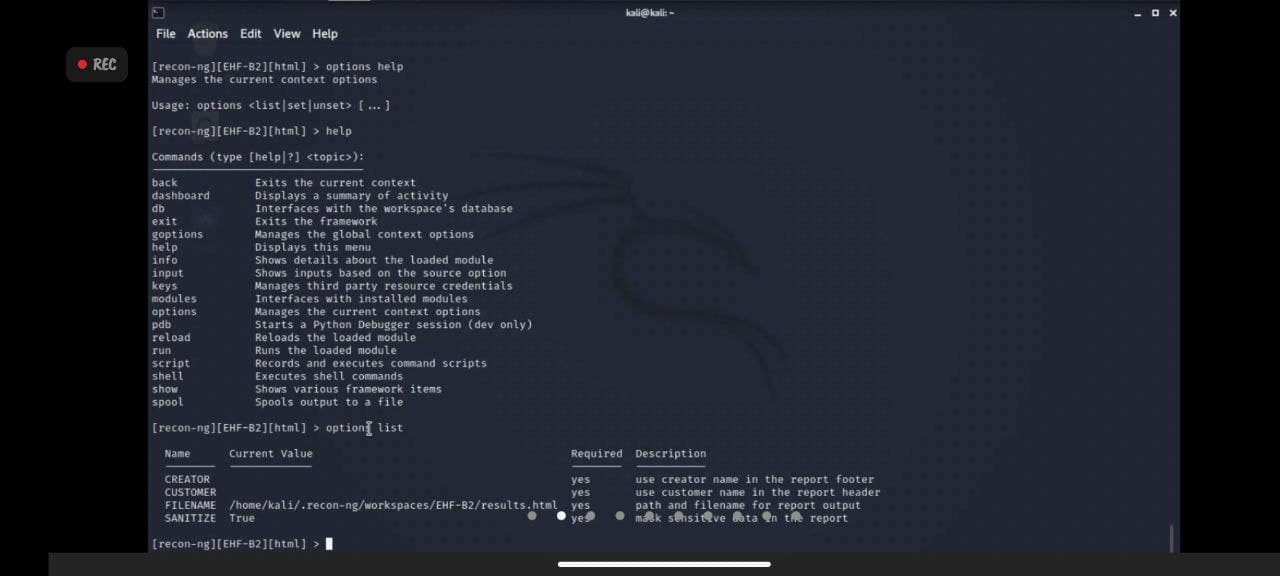 kali@kali: ~
File Actions Edit View Help
REC
[recon-ng][EHF-B2][html] > options help
Manages the current context options
Usage: options <list|set|unset> [...]
[recon-ng][EHF-B2][html] > help
Commands (type [help|?] <topic>):
back Exits the current context
dashboard Displays a summary of activity
db Interfaces with the workspace's database
exit Exits the framework
goptions Manages the global context options
help Displays this menu
info Shows details about the loaded module
input Shows inputs based on the source option
keys Manages third party resource credentials
modules Interfaces with installed modules
options Manages the current context options
pdb Starts a Python Debugger session (dev only)
reload Reloads the loaded module
run Runs the loaded module
script Records and executes command scripts
shell Executes shell commands
show Shows various framework items
spool Spools output to a file
[recon-ng][EHF-B2][html] > options list
Name Current Value Required Description
CREATOR yes use creator name in the report footer
CUSTOMER yes use customer name in the report header
FILENAME /home/kali/.recon-ng/workspaces/EHF-B2/results.html yes path and filename for report output
SANITIZE True yes mask sensitive data in the report
[recon-ng][EHF-B2][html] >